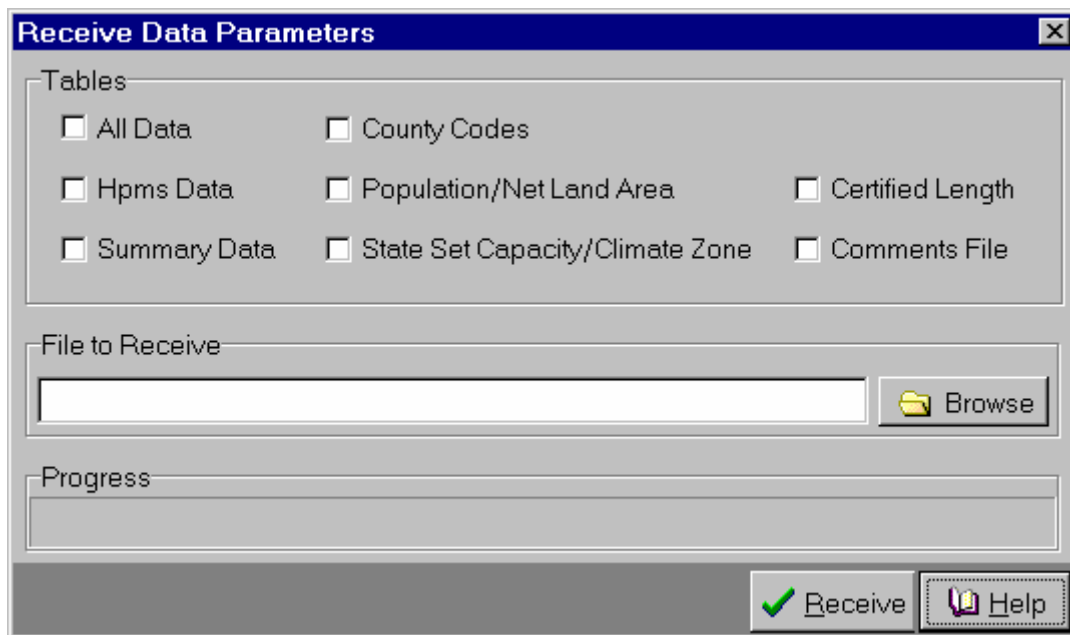 Receive Data Parameters
Tables
All Data County Codes
Hpms Data Population/Net Land Area Certified Length
Summary Data State Set Capacity/Climate Zone Comments File
File to Receive
Browse
Progress
Receive Help